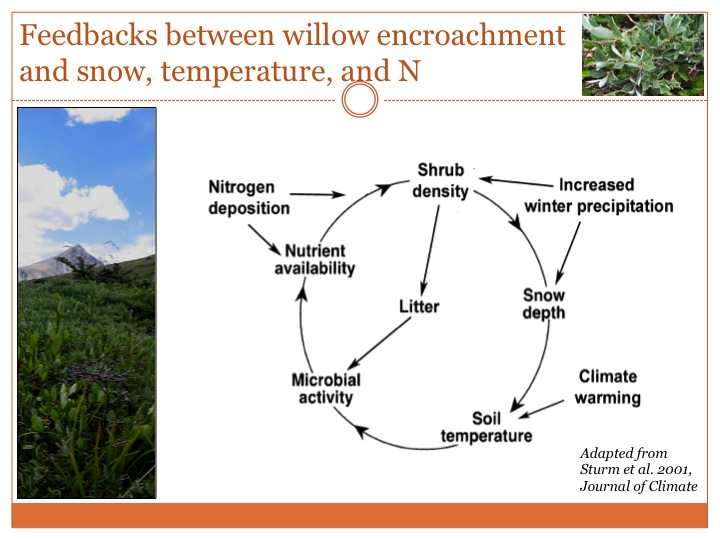 Feedbacks between willow encroachment
and snow, temperature, and N
Shrub
density
Nitrogen
deposition
Increased
winter precipitation
Nutrient
availability
Litter
Snow
depth
Microbial
activity
Climate
warming
Soil
temperature
Adapted from
Sturm et al. 2001,
Journal of Climate